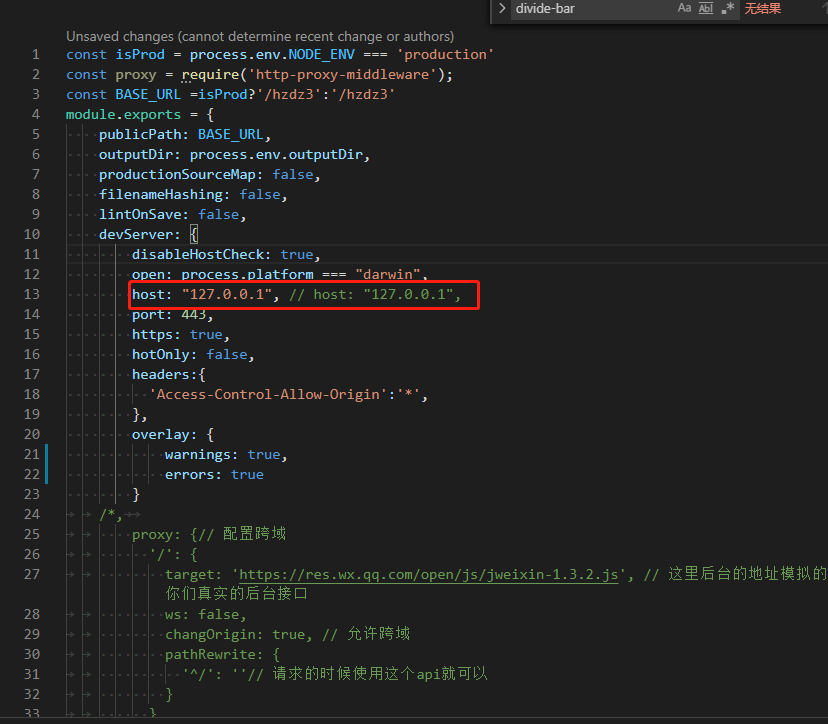 divide-bar
Aa Abl .* 无结果
Unsaved changes (cannot determine recent change or authors)
1 const isProd = process.env.NODE_ENV === 'production'
2 const proxy = require('http-proxy-middleware');
3 const BASE_URL =isProd?'/hzdz3':'/hzdz3'
4 module.exports = {
5 publicPath: BASE_URL,
6 outputDir: process.env.outputDir,
7 productionSourceMap: false,
8 filenameHashing: false,
9 lintOnSave: false,
10 devServer: {
11 disableHostCheck: true,
12 open: process.platform === "darwin",
13 host: "127.0.0.1", // host: "127.0.0.1",
14 port: 443,
15 https: true,
16 hotOnly: false,
17 headers:{
18 'Access-Control-Allow-Origin':'*',
19 },
20 overlay: {
21 warnings: true,
22 errors: true
23 }
24 /*,
25 proxy: {// 配置跨域
26 '/': {
27 target: 'https://res.wx.qq.com/open/js/jweixin-1.3.2.js', // 这里后台的地址模拟的
你们真实的后台接口
28 ws: false,
29 changOrigin: true, // 允许跨域
30 pathRewrite: {
31 '^/': ''// 请求的时候使用这个api就可以
32 }
33 }